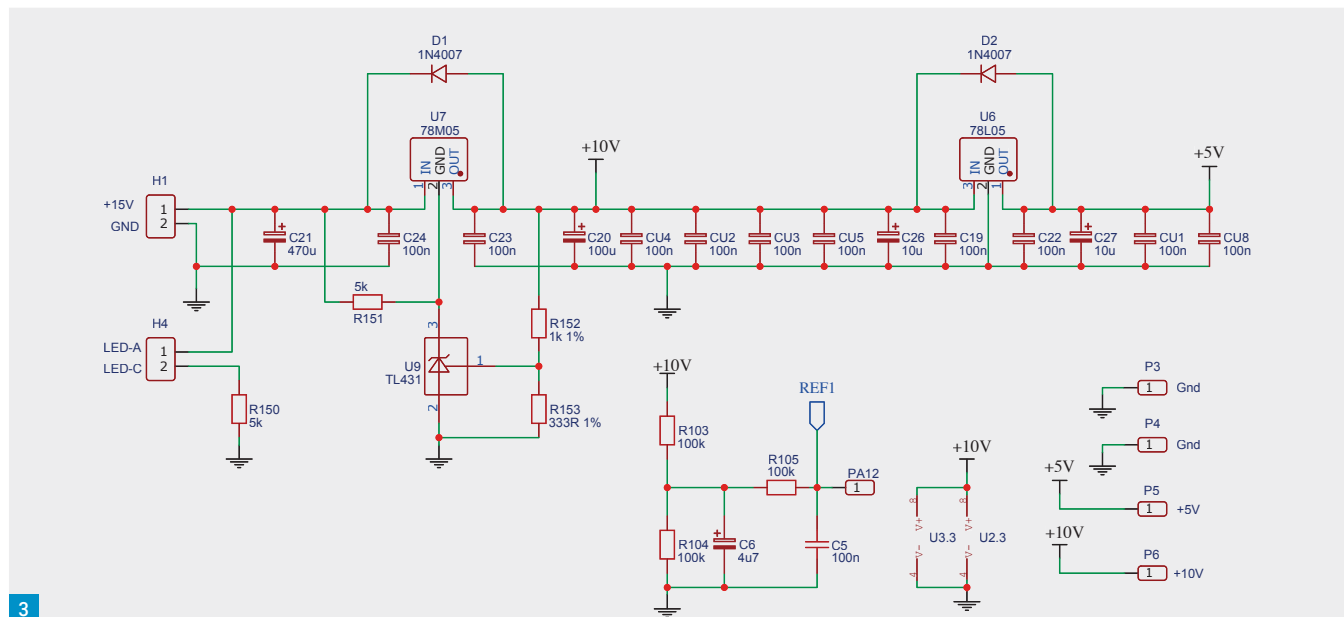 D1
1N4007
D2
1N4007
U7
78M05
U6
78L05
IN
GND
OUT
1
2
3
IN
GND
OUT
3
2
1
+10V
+5V
H1
+15V
1
GND
2
C21
470u
C24
100n
C23
100n
C20
100u
CU4
100n
CU2
100n
CU3
100n
CU5
100n
C26
10u
C19
100n
C22
100n
C27
10u
CU1
100n
CU8
100n
5k
R151
H4
LED-A
1
LED-C
2
R150
5k
3
U9
TL431
1
2
R152
1k 1%
R153
333R 1%
+10V
R103
100k
R104
100k
R105
100k
C6
4u7
REF1
PA12
1
C5
100n
+10V
8
V+
V-
4
U3.3
8
V+
V-
4
U2.3
P3
1
Gnd
P4
1
Gnd
+5V
P5
1
+5V
+10V
P6
1
+10V
3